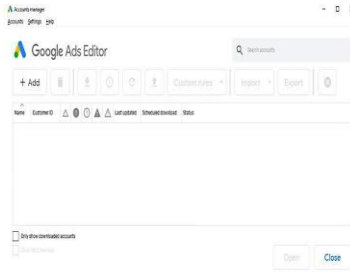 Accounts manager
Accounts Settings Help
Google Ads Editor
Search accounts
+ Add
Custom rules
Import
Export
Name Customer ID Last updated Scheduled download Status
Only show downloaded accounts
Open
Close